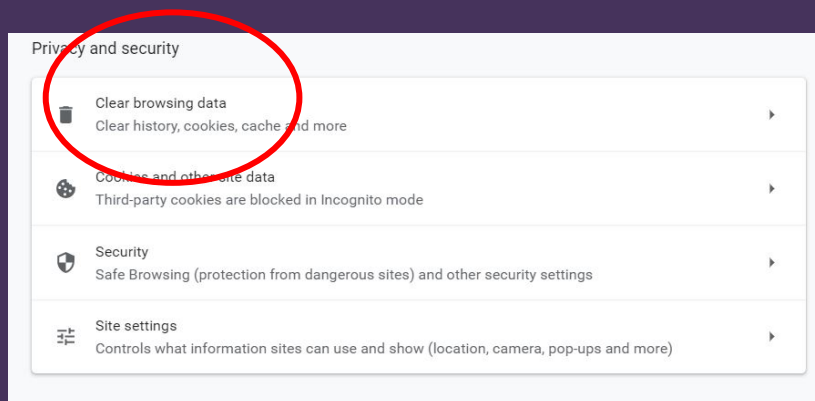 Privacy and security
Clear browsing data
Clear history, cookies, cache and more
Cookies and other site data
Third-party cookies are blocked in Incognito mode
Security
Safe Browsing (protection from dangerous sites) and other security settings
Site settings
Controls what information sites can use and show (location, camera, pop-ups and more)